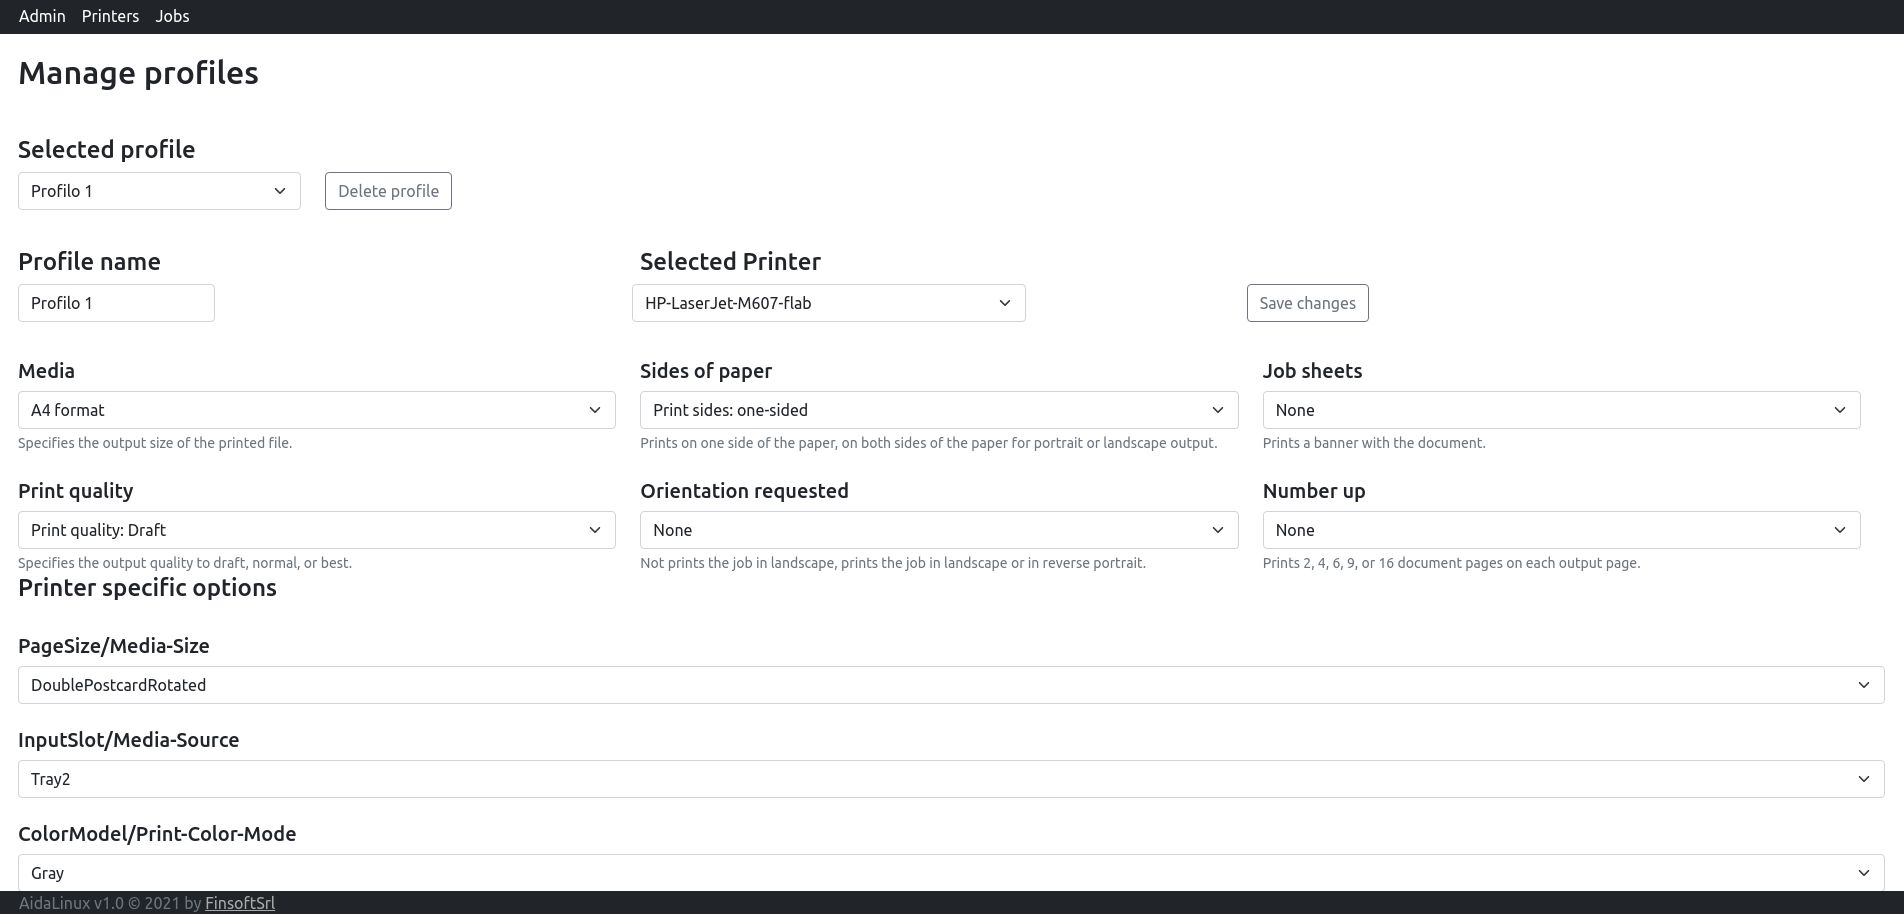 Admin Printers Jobs
Manage profiles
Selected profile
Profilo 1
Delete profile
Profile name
Selected Printer
Profilo 1
HP-LaserJet-M607-flab
Save changes
Media
Sides of paper
Job sheets
A4 format
Print sides: one-sided
None
Specifies the output size of the printed file.
Prints on one side of the paper, on both sides of the paper for portrait or landscape output.
Prints a banner with the document.
Print quality
Orientation requested
Number up
Print quality: Draft
None
None
Specifies the output quality to draft, normal, or best.
Not prints the job in landscape, prints the job in landscape or in reverse portrait.
Prints 2, 4, 6, 9, or 16 document pages on each output page.
Printer specific options
PageSize/Media-Size
DoublePostcardRotated
InputSlot/Media-Source
Tray2
ColorModel/Print-Color-Mode
Gray
AidaLinux v1.0 © 2021 by FinsoftSrl